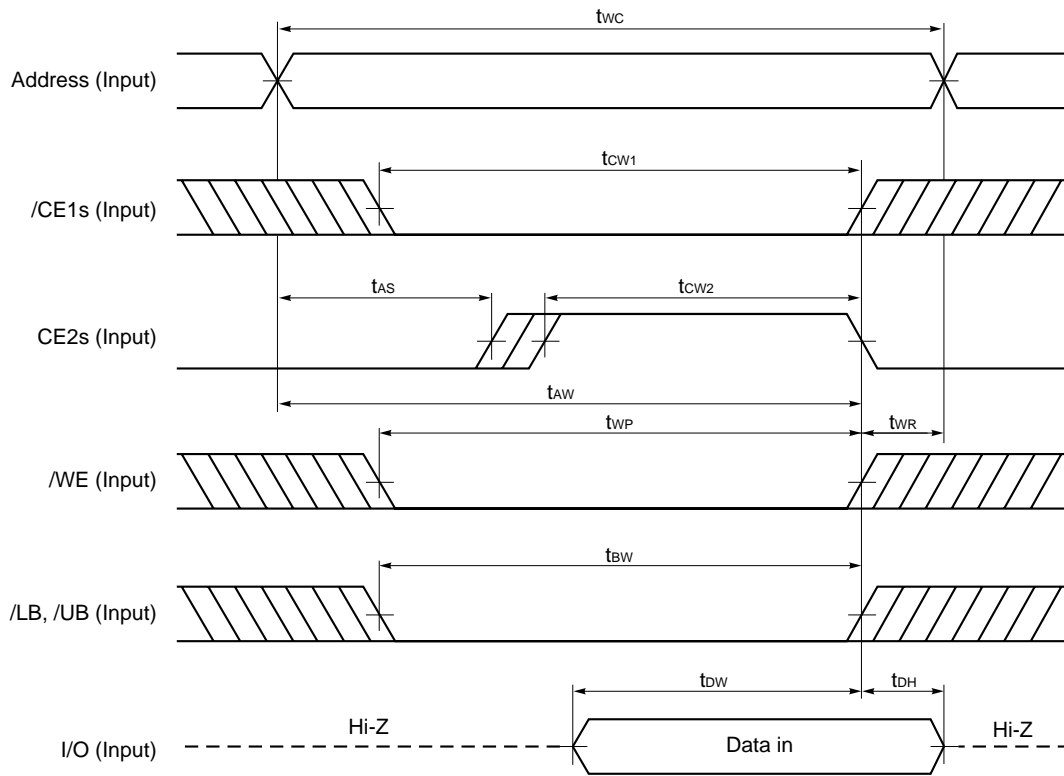 tWC
Address (Input)
tCW1
/CE1s (Input)
tAS
tCW2
CE2s (Input)
tAW
tWP
tWR
/WE (Input)
tBW
/LB, /UB (Input)
tDW
tDH
Hi-Z
Data in
Hi-Z
I/O (Input)